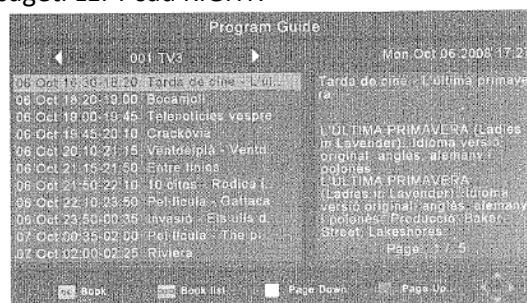 Program Guide
001 TV3
Mon.Oct 06.2008 17:2
06 Oct 16:30-18:20 Tarda de cine - L'úl...
06 Oct 18:20-19:00 Bocamoll
06 Oct 19:00-19:45 Telenotícies vespre
06 Oct 19:45-20:10 Crackòvia
06 Oct 20:10-21:15 Ventdelplà - Ventd
06 Oct 21:15-21:50 Entre línies
06 Oct 21:50-22:10 10 cites - Rodica i..
06 Oct 22:10-23:50 Pel·lícula - Gattaca
06 Oct 23:50-00:35 Invasió - Els ulls d.
07 Oct 00:35-02:00 Pel·lícula - The p..
07 Oct 02:00-02:25 Riviera
Tarda de cine - L'última primave
ra
L'ÚLTIMA PRIMAVERA (Ladies
in Lavender). Idioma versió
original: anglès, alemany i
polonès.
L'ÚLTIMA PRIMAVERA
(Ladies in Lavender). Idioma
versió original: anglès, alemany
i polonès. Producció: Baker
Street, Lakeshores:
Page: 1 / 5
OK Book
Book list
Page Down
Page Up